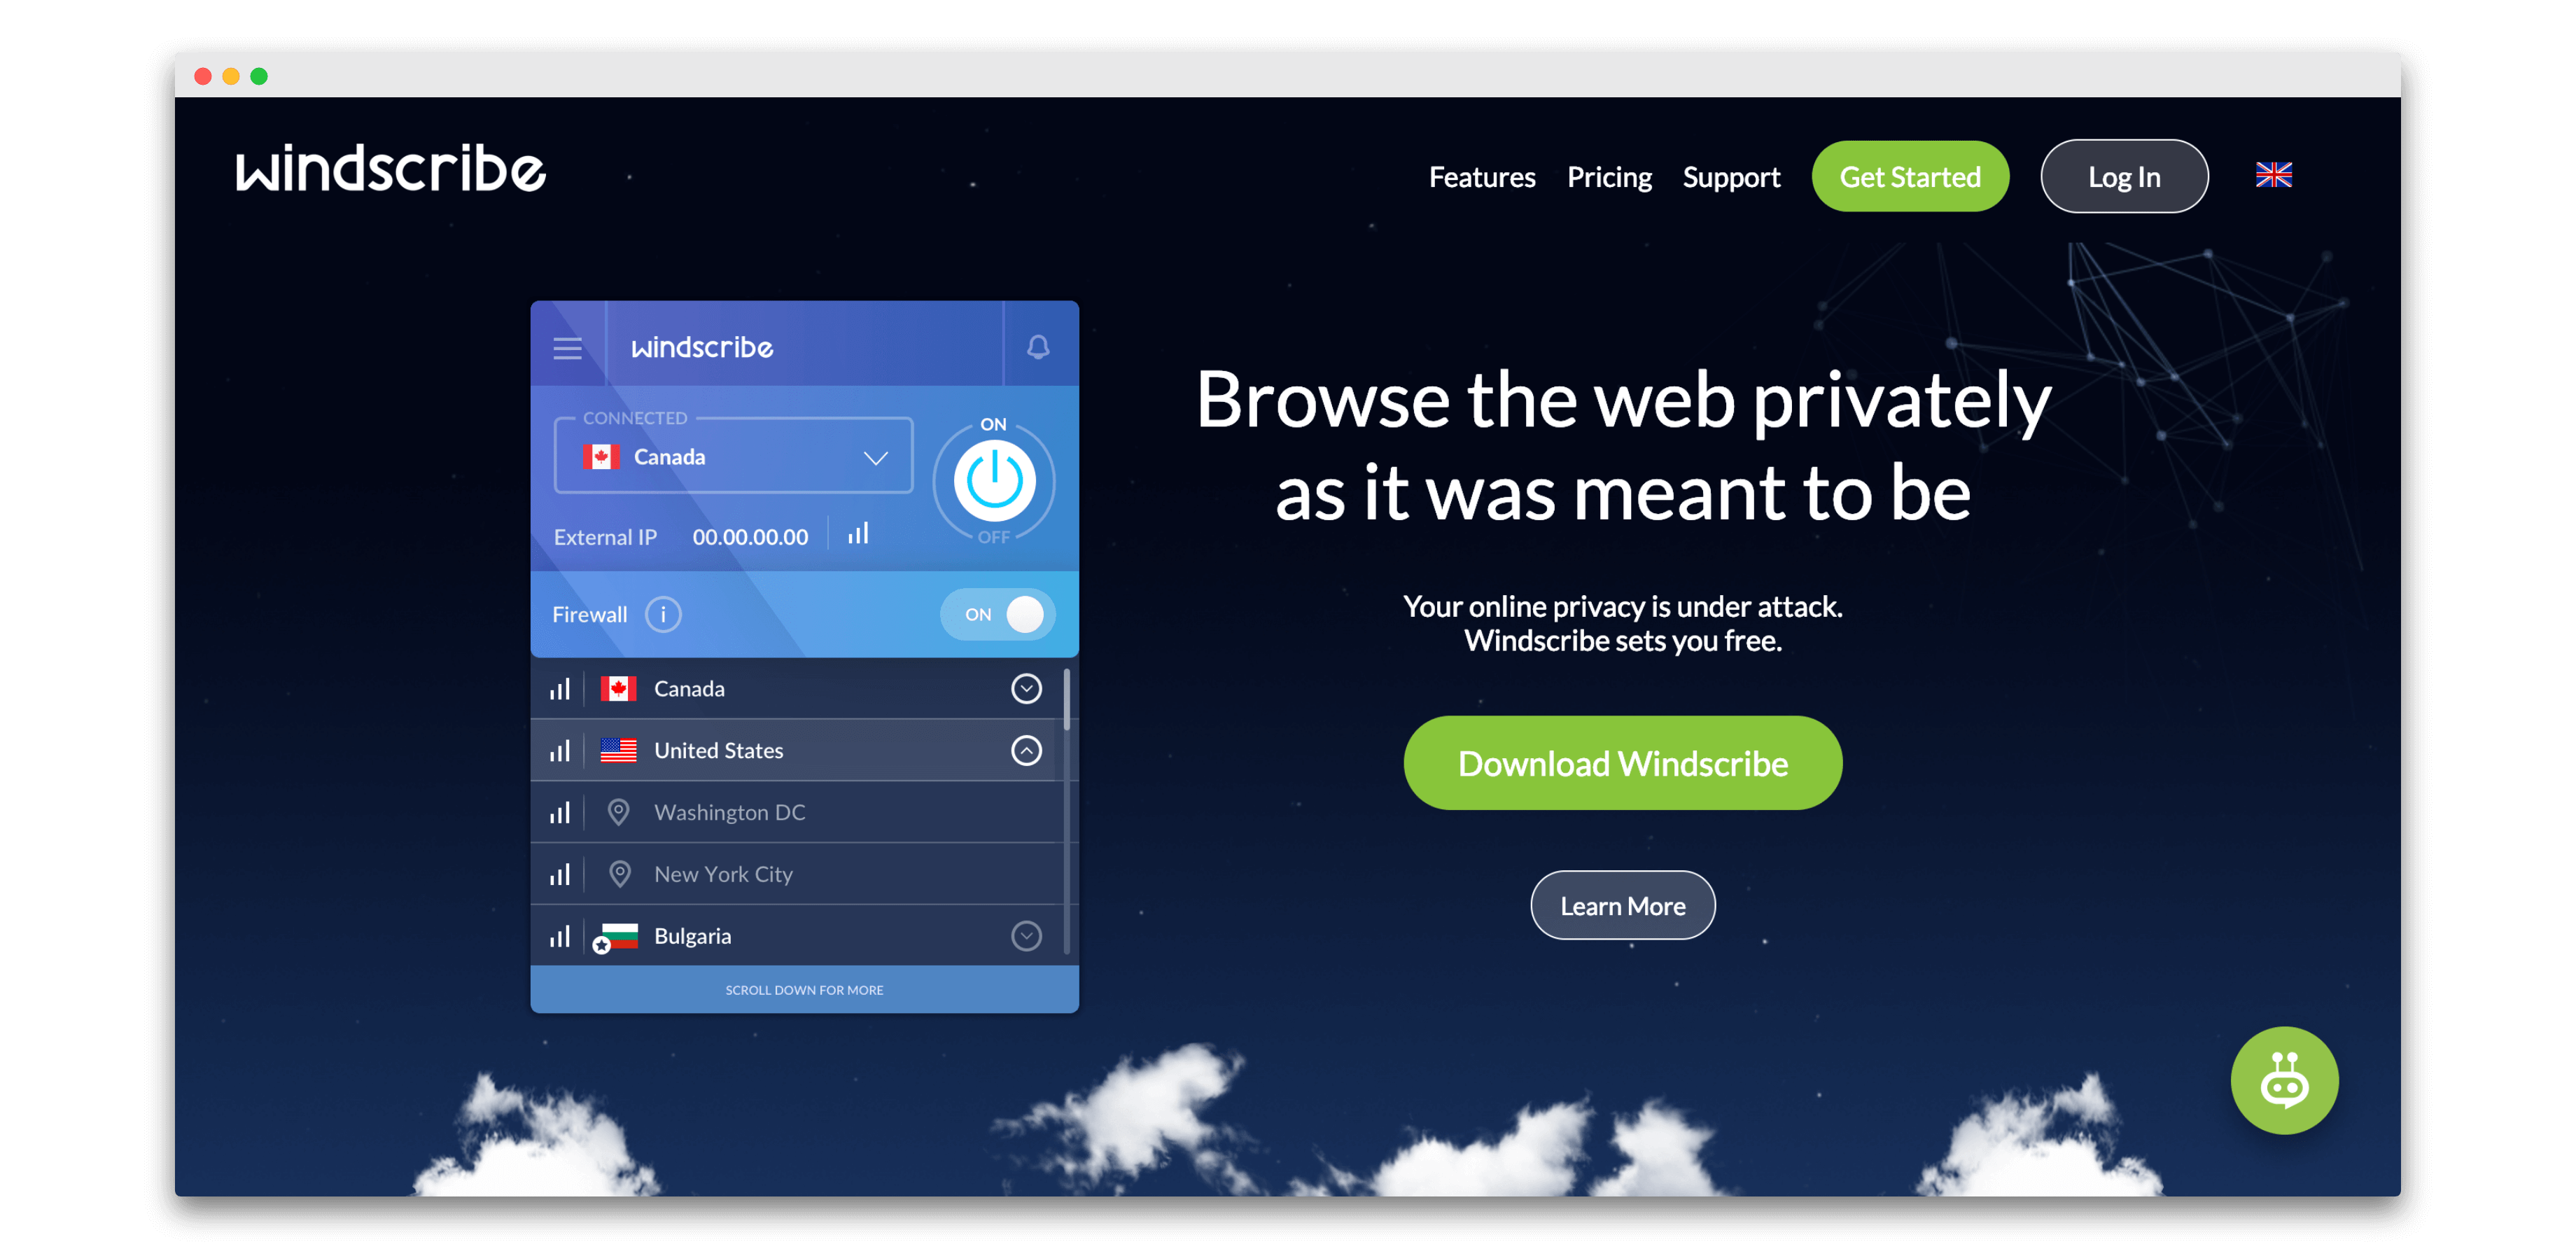 windscribe
Features Pricing Support Get Started Log In
windscribe
CONNECTED
Canada
ON
OFF
External IP 00.00.00.00
Firewall i ON
Canada
United States
Washington DC
New York City
Bulgaria
SCROLL DOWN FOR MORE
Browse the web privately
as it was meant to be
Your online privacy is under attack.
Windscribe sets you free.
Download Windscribe
Learn More